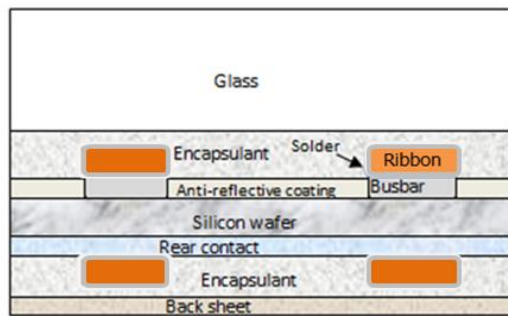 Glass
Encapsulant
Solder
Ribbon
Anti-reflective coating
Busbar
Silicon wafer
Rear contact
Encapsulant
Back sheet